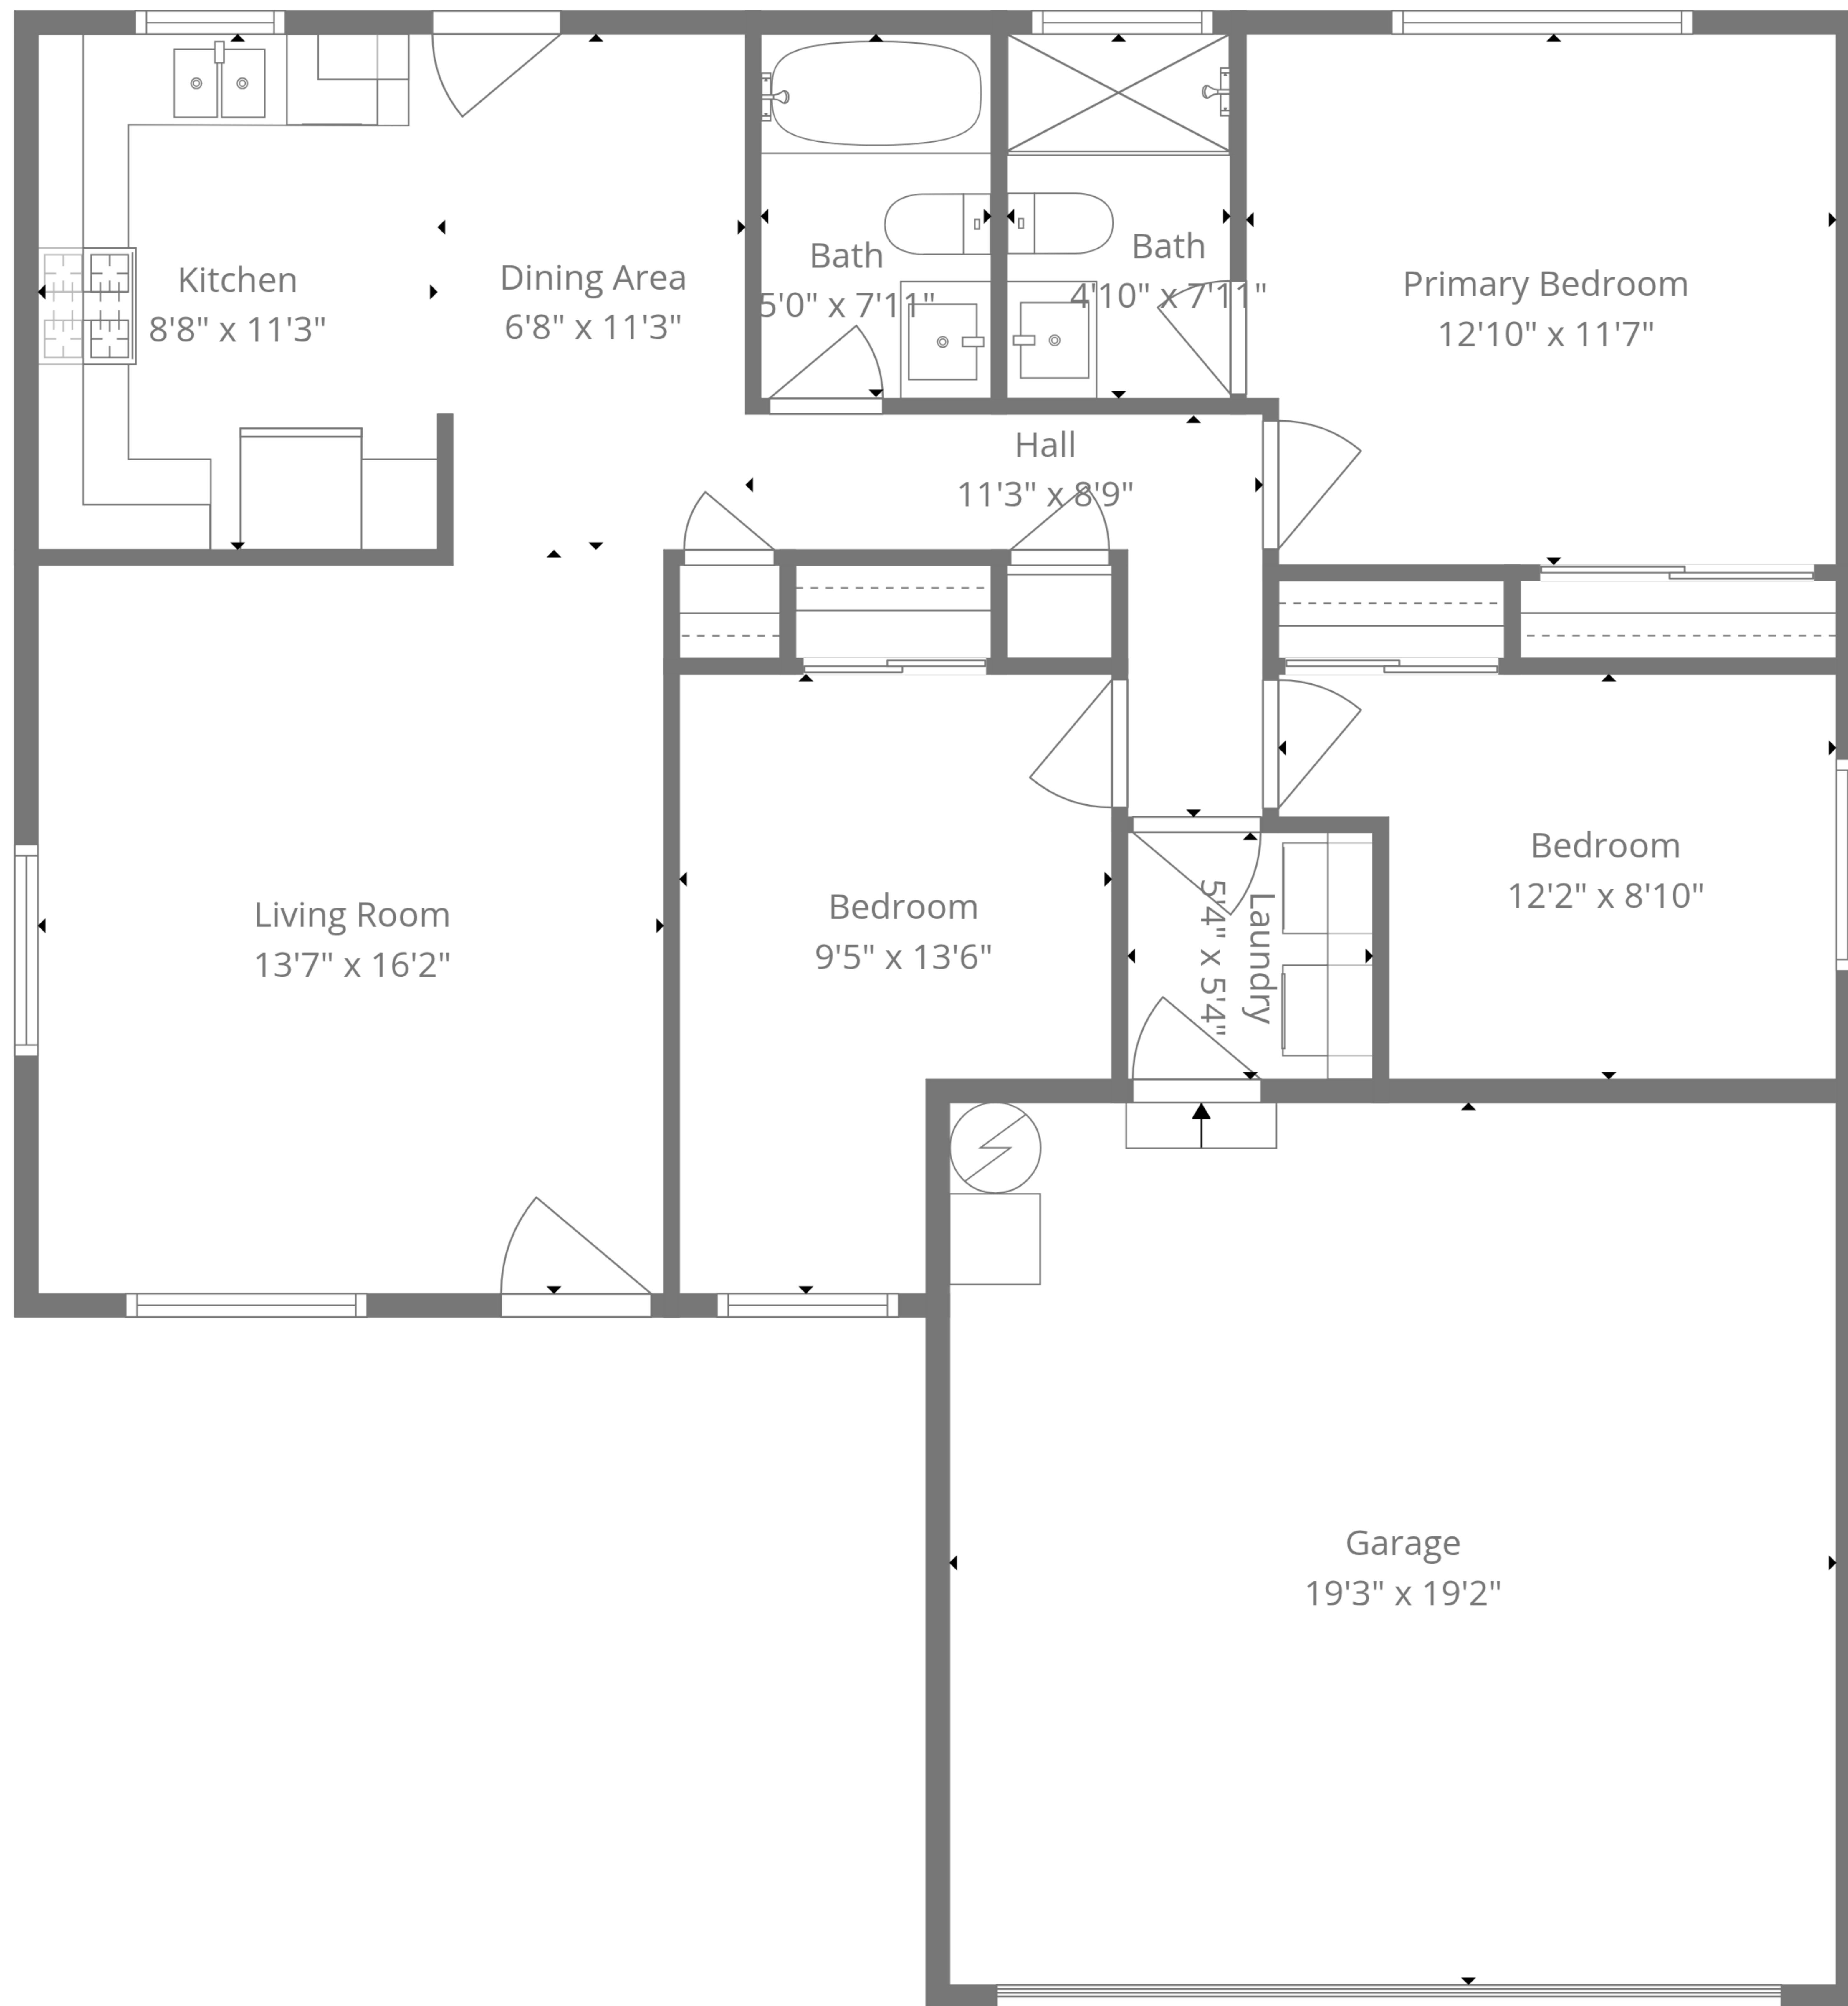 Kitchen
8'8" x 11'3"
Dining Area
6'8" x 11'3"
Bath
5'0" x 7'11"
Bath
4'10" x 7'11"
Primary Bedroom
12'10" x 11'7"
Hall
11'3" x 8'9"
Living Room
13'7" x 16'2"
Bedroom
9'5" x 13'6"
Laundry
5'4" x 5'4"
Bedroom
12'2" x 8'10"
Garage
19'3" x 19'2"